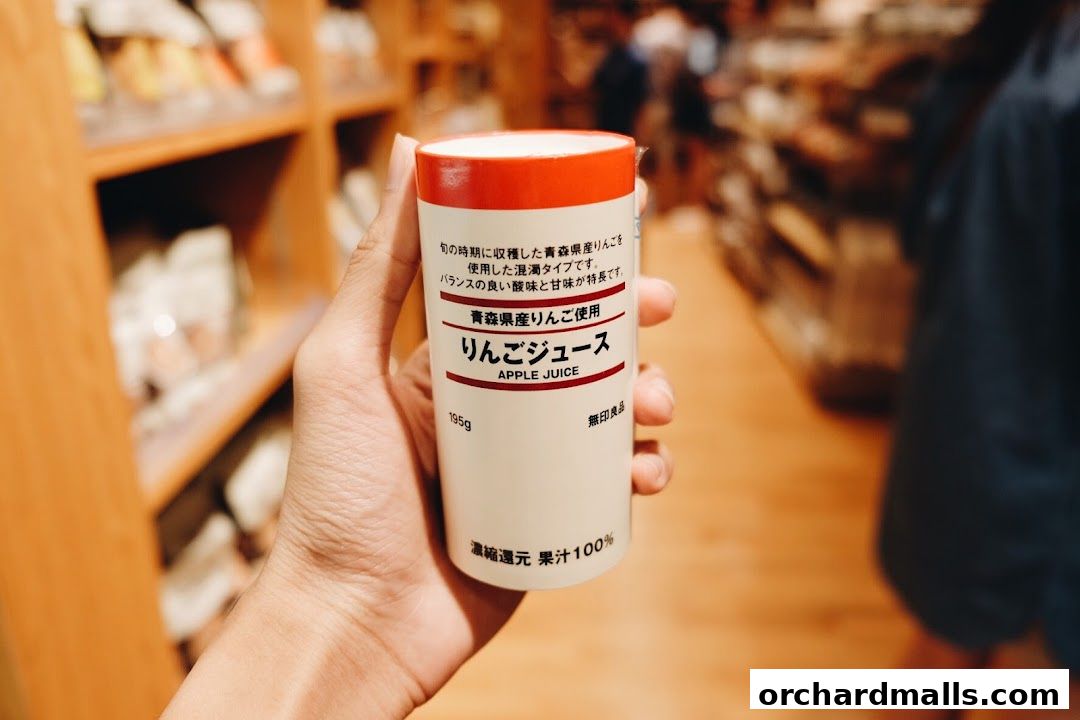 旬の時期に収穫した青森県産りんごを
使用した混濁タイプです。
バランスの良い酸味と甘味が特長です。
青森県産りんご使用
りんごジュース
APPLE JUICE
195g
無印良品
濃縮還元 果汁100%
orchardmalls.com